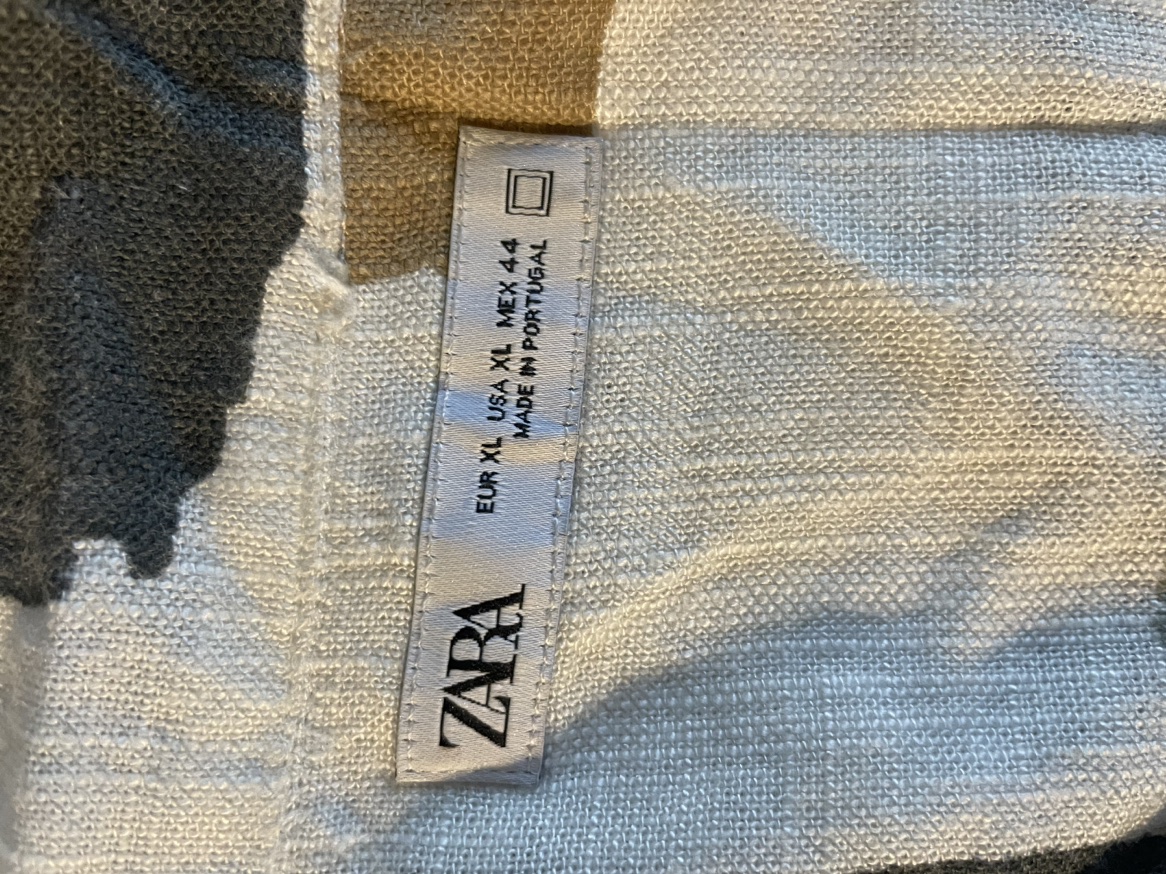 ZARA
EUR XL USA XL MEX 44
MADE IN PORTUGAL